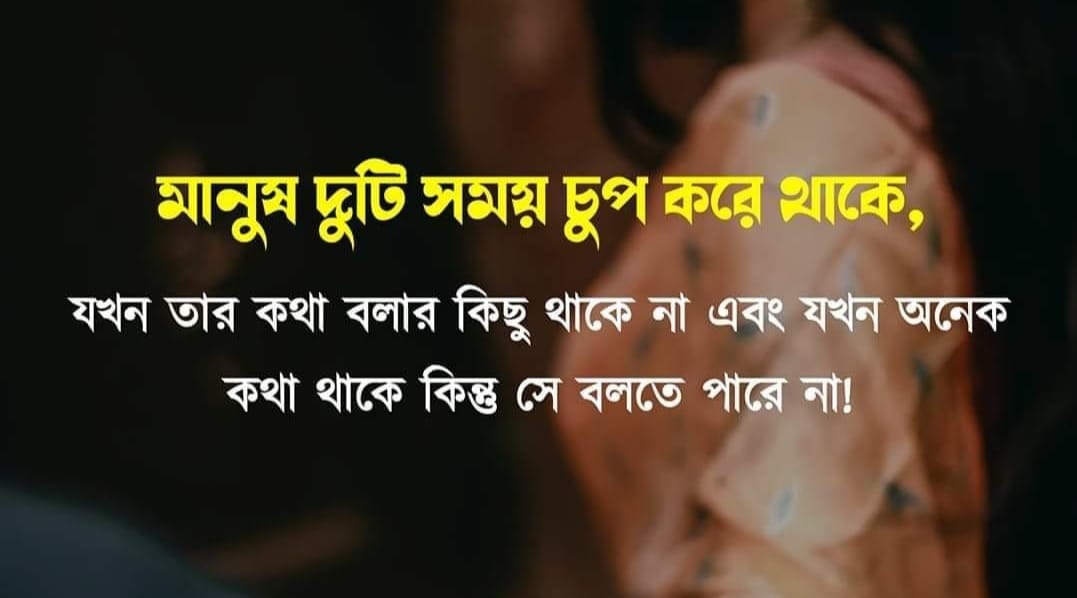 মানুষ দুটি সময় চুপ করে থাকে,
যখন তার কথা বলার কিছু থাকে না এবং যখন অনেক
কথা থাকে কিন্তু সে বলতে পারে না!